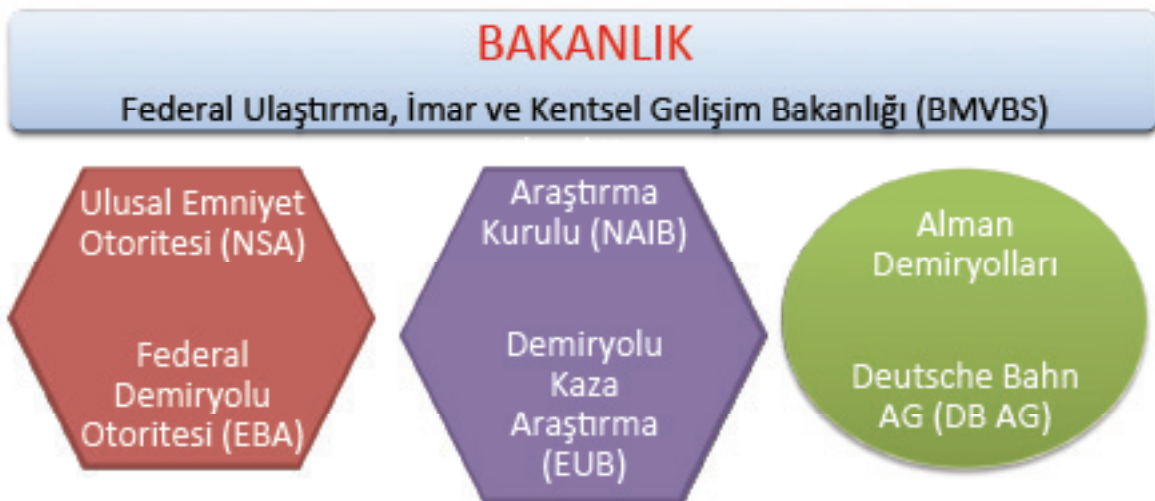 BAKANLIK
Federal Ulaştırma, İmar ve Kentsel Gelişim Bakanlığı (BMVBS)
Ulusal Emniyet
Otoritesi (NSA)
Federal
Demiryolu
Otoritesi (EBA)
Araştırma
Kurulu (NAIB)
Demiryolu
Kaza
Araştırma
(EUB)
Alman
Demiryolları
Deutsche Bahn
AG (DB AG)